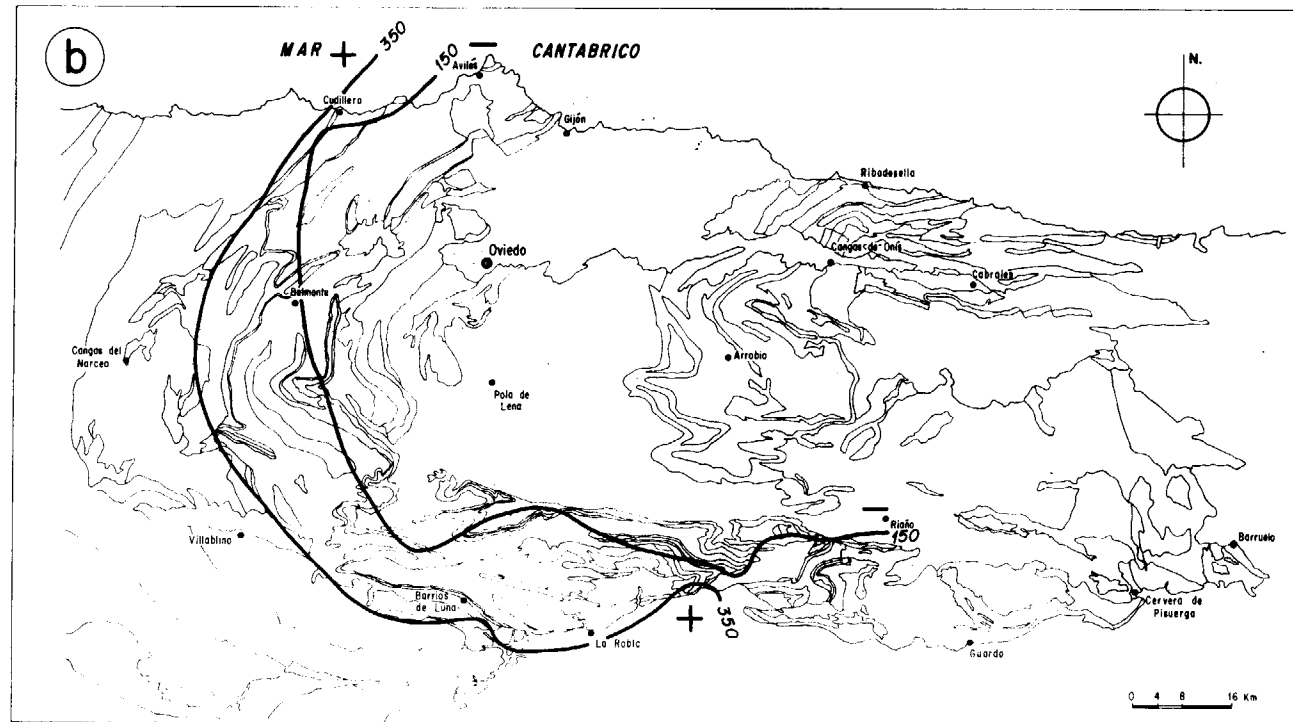 b
MAR + 350
150
− CANTABRICO
N.
Avilés
Cudillero
Gijón
Ribadesella
Oviedo
Cangas de Onís
Cabrales
Belmonte
Cangas del
Narcea
Arrobio
Pola de
Lena
−
Riaño
150
Villablino
Barruelo
Barrios
de Luna
Cervera de
Pisuerga
+
350
La Robla
Guardo
0 4 8 16 Km